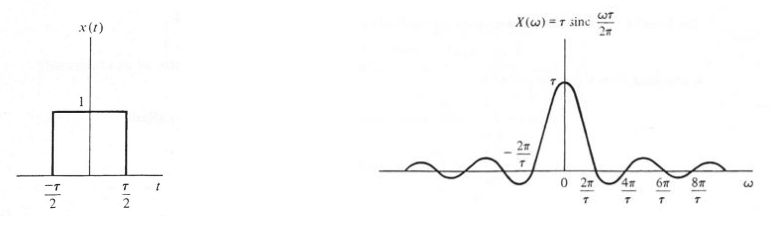 x(t)
1
-τ/2 τ/2 t
X(ω) = τ sinc ωτ/2π
τ
- 2π/τ
0 2π/τ 4π/τ 6π/τ 8π/τ ω